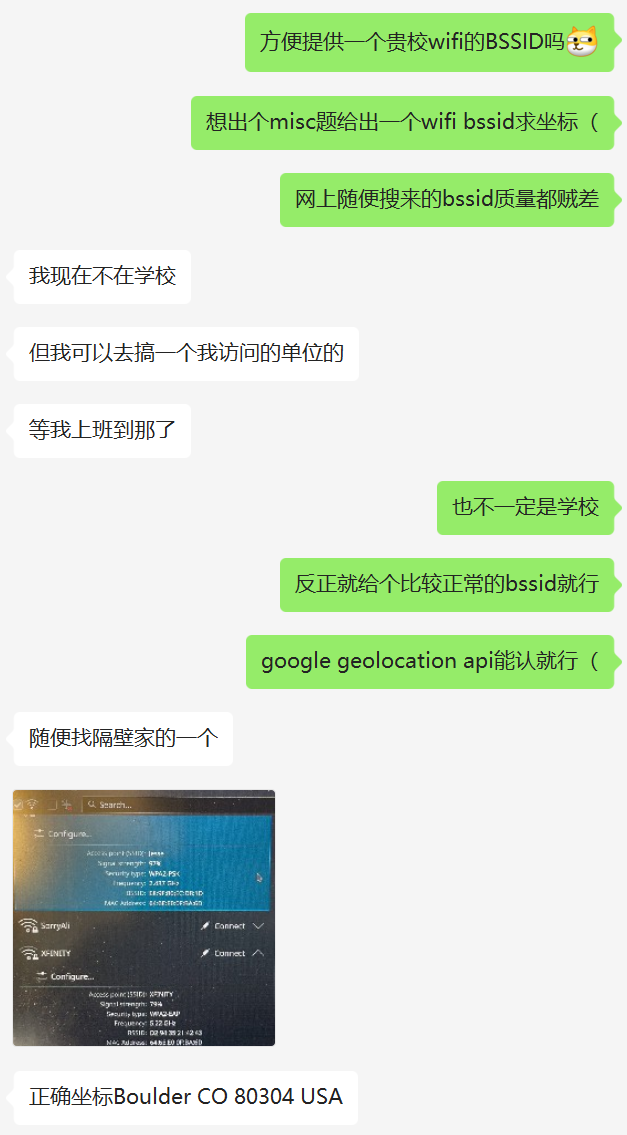 方便提供一个贵校wifi的BSSID吗
想出个misc题给出一个wifi bssid求坐标（
网上随便搜来的bssid质量都贼差
我现在不在学校
但我可以去搞一个我访问的单位的
等我上班到那了
也不一定是学校
反正就给个比较正常的bssid就行
google geolocation api能认就行（
随便找隔壁家的一个
Search...
Configure...
Access point (SSID): Jesse
Signal strength: 97%
Security type: WPA2-PSK
Frequency:
BSSID:
MAC Address:
SorryAli Connect
XFINITY Connect
Configure...
Access point (SSID): XFINITY
Signal strength: 79%
Security type: WPA2-EAP
Frequency: 5.22 GHz
BSSID:
MAC Address:
正确坐标Boulder CO 80304 USA